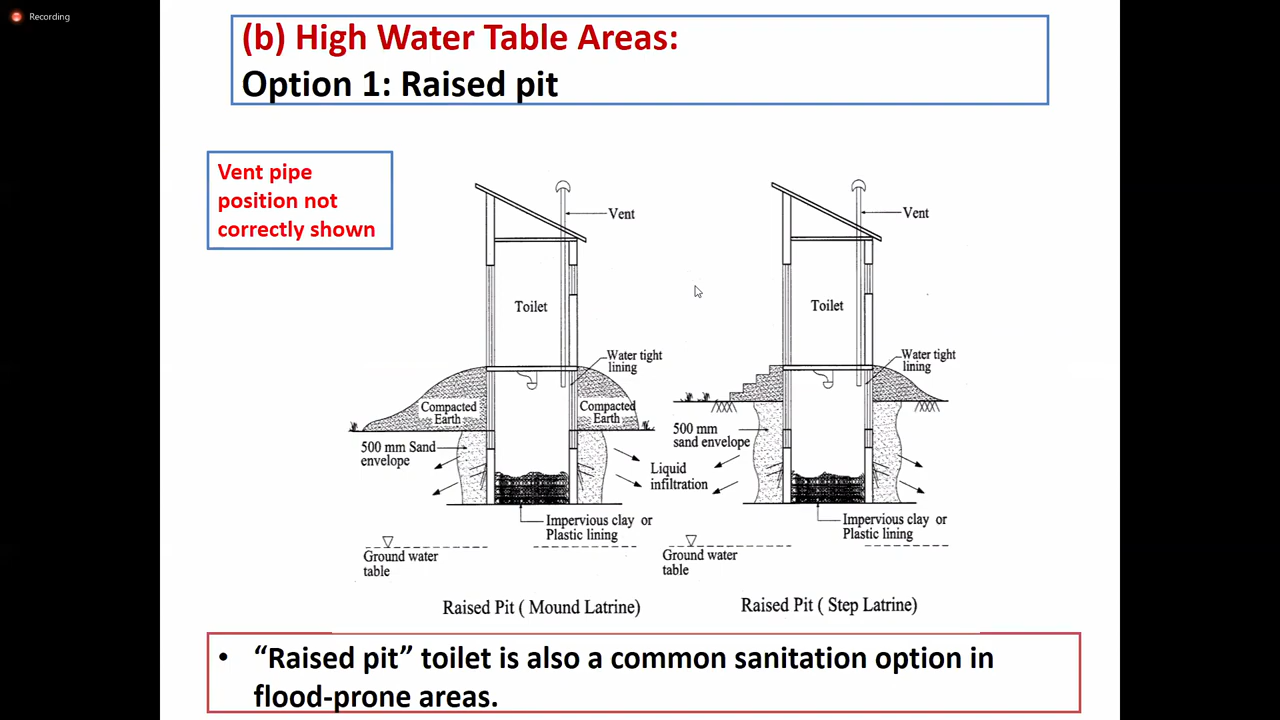 Recording
(b) High Water Table Areas:
Option 1: Raised pit
Vent pipe
position not
correctly shown
Vent
Toilet
Water tight
lining
Compacted
Earth
Compacted
Earth
500 mm Sand
envelope
Liquid
infiltration
Impervious clay or
Plastic lining
Ground water
table
Raised Pit ( Mound Latrine)
Vent
Toilet
Water tight
lining
500 mm
sand envelope
Impervious clay or
Plastic lining
Ground water
table
Raised Pit ( Step Latrine)
• “Raised pit” toilet is also a common sanitation option in
flood-prone areas.